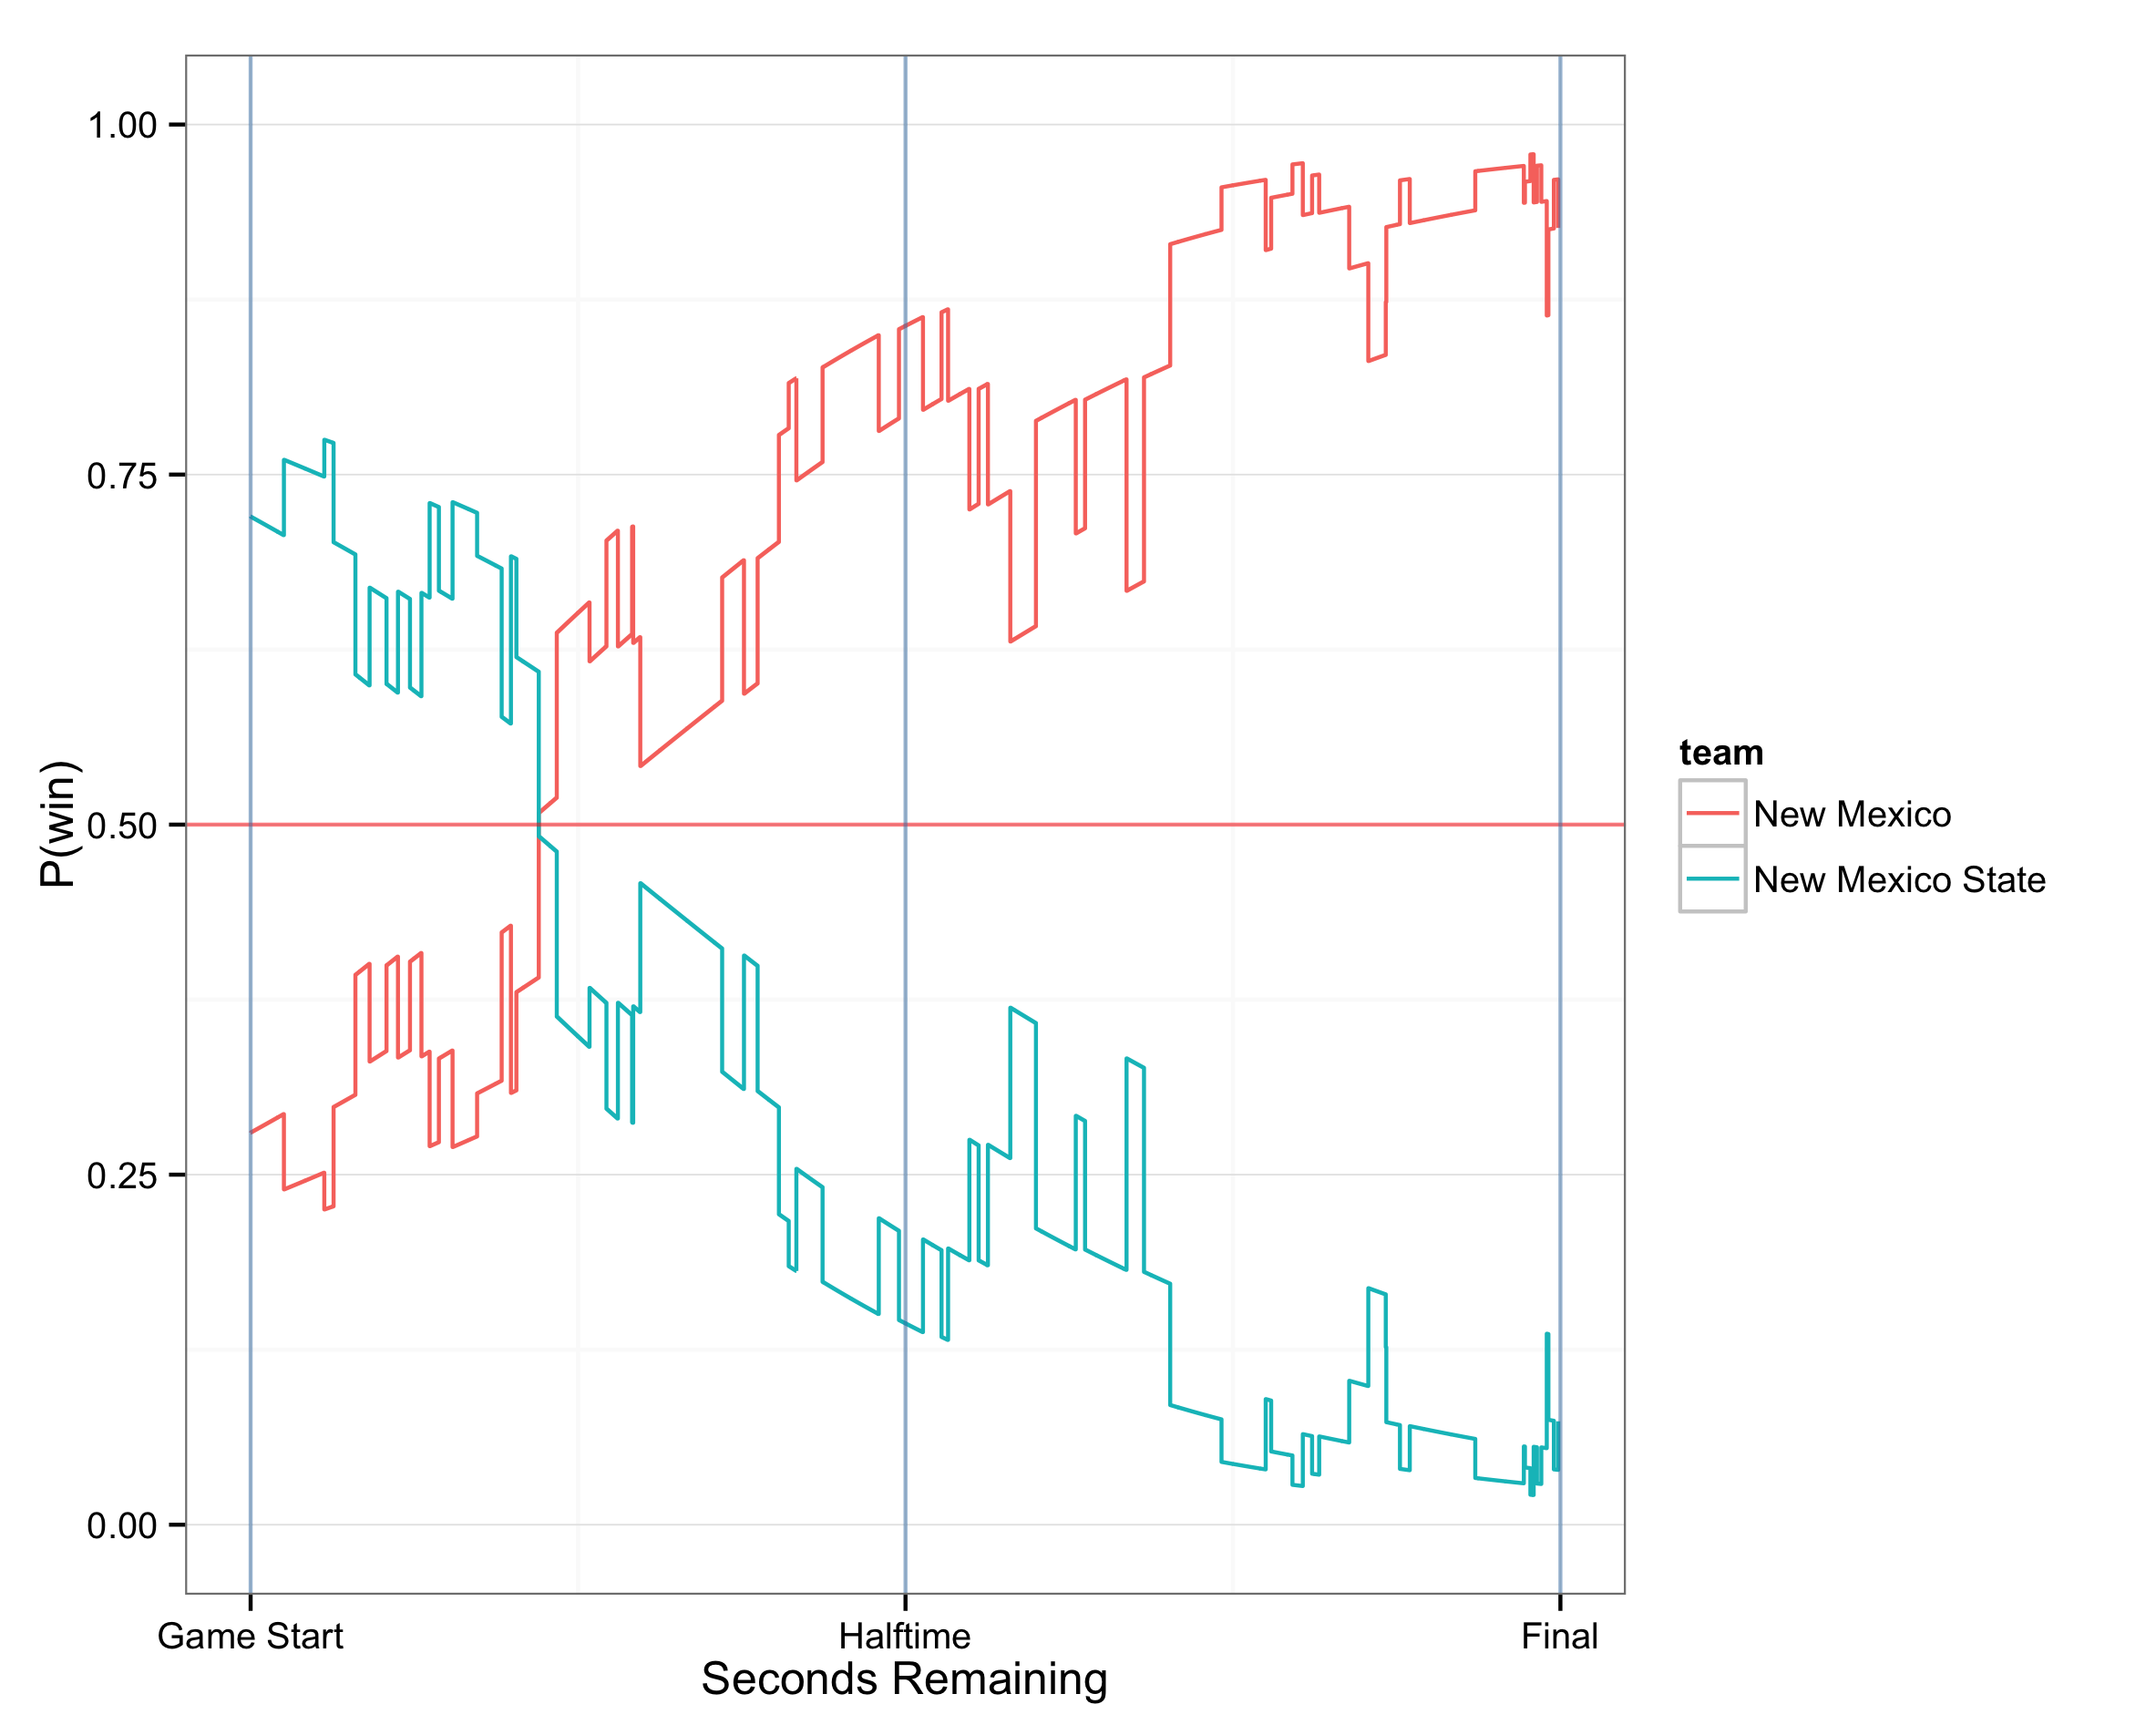 1.00
0.75
0.50
0.25
0.00
P(win)
Game Start
Halftime
Final
Seconds Remaining
team
New Mexico
New Mexico State